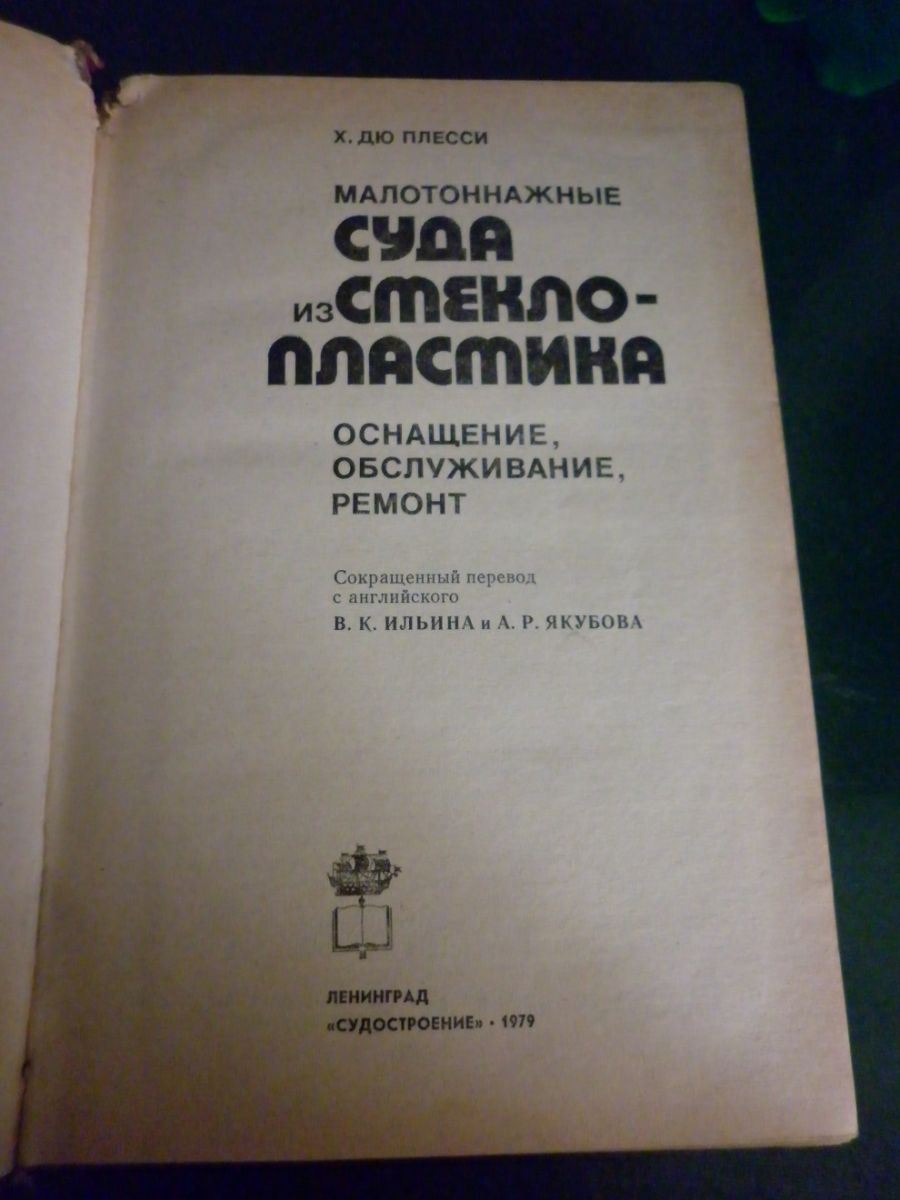 Х. ДЮ ПЛЕССИ
МАЛОТОННАЖНЫЕ
СУДА
ИЗ СТЕКЛО-
ПЛАСТИКА
ОСНАЩЕНИЕ,
ОБСЛУЖИВАНИЕ,
РЕМОНТ
Сокращенный перевод
с английского
В. К. ИЛЬИНА и А. Р. ЯКУБОВА
ЛЕНИНГРАД
«СУДОСТРОЕНИЕ» · 1979